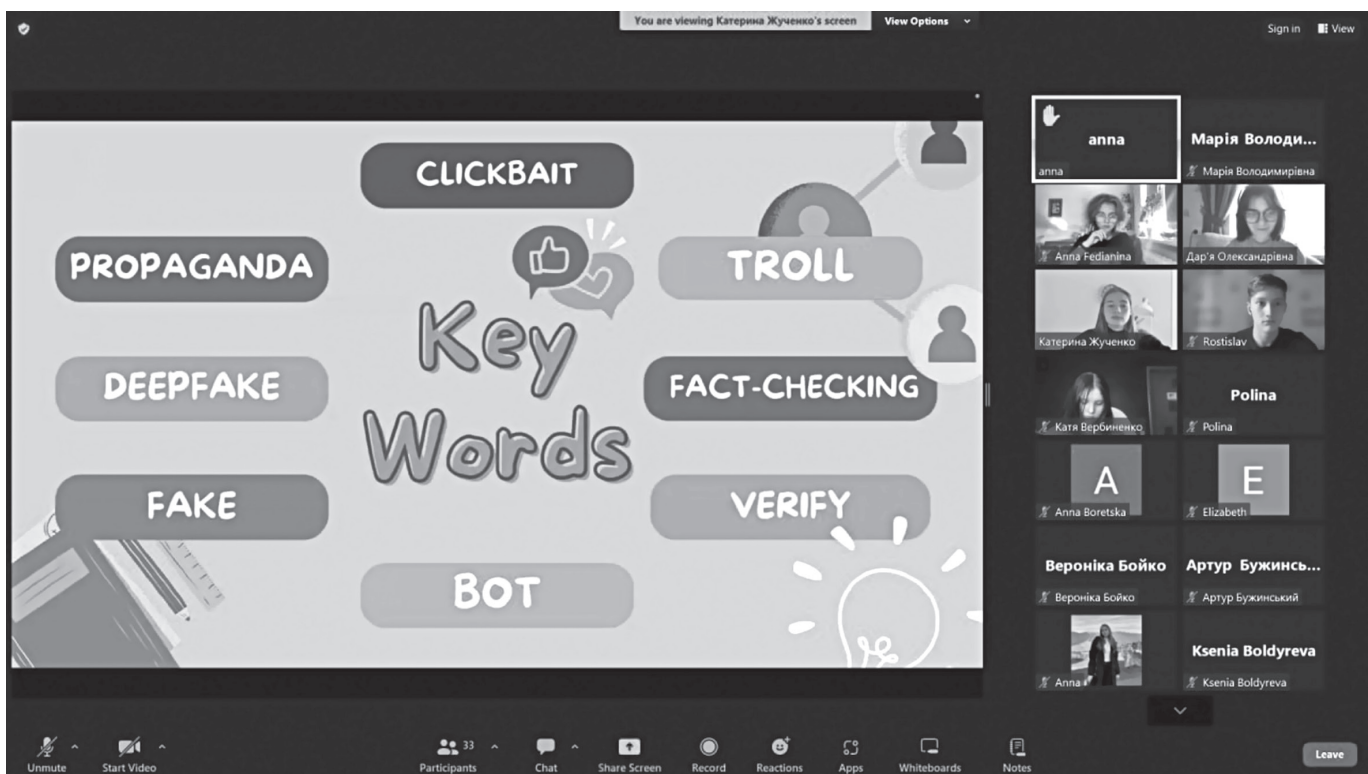 You are viewing Катерина Жученко's screen
View Options
Sign in
View
CLICKBAIT
PROPAGANDA
TROLL
Key
Words
DEEPFAKE
FACT-CHECKING
FAKE
VERIFY
BOT
anna
anna
Марія Володи...
Марія Володимирівна
Anna Fedianina
Дар'я Олександрівна
Катерина Жученко
Rostislav
Катя Вербиненко
Polina
Polina
A
Anna Boretska
E
Elizabeth
Вероніка Бойко
Вероніка Бойко
Артур Бужинсь...
Артур Бужинський
Anna
Ksenia Boldyreva
Ksenia Boldyreva
Unmute
Start Video
33
Participants
Chat
Share Screen
Record
Reactions
Apps
Whiteboards
Notes
Leave